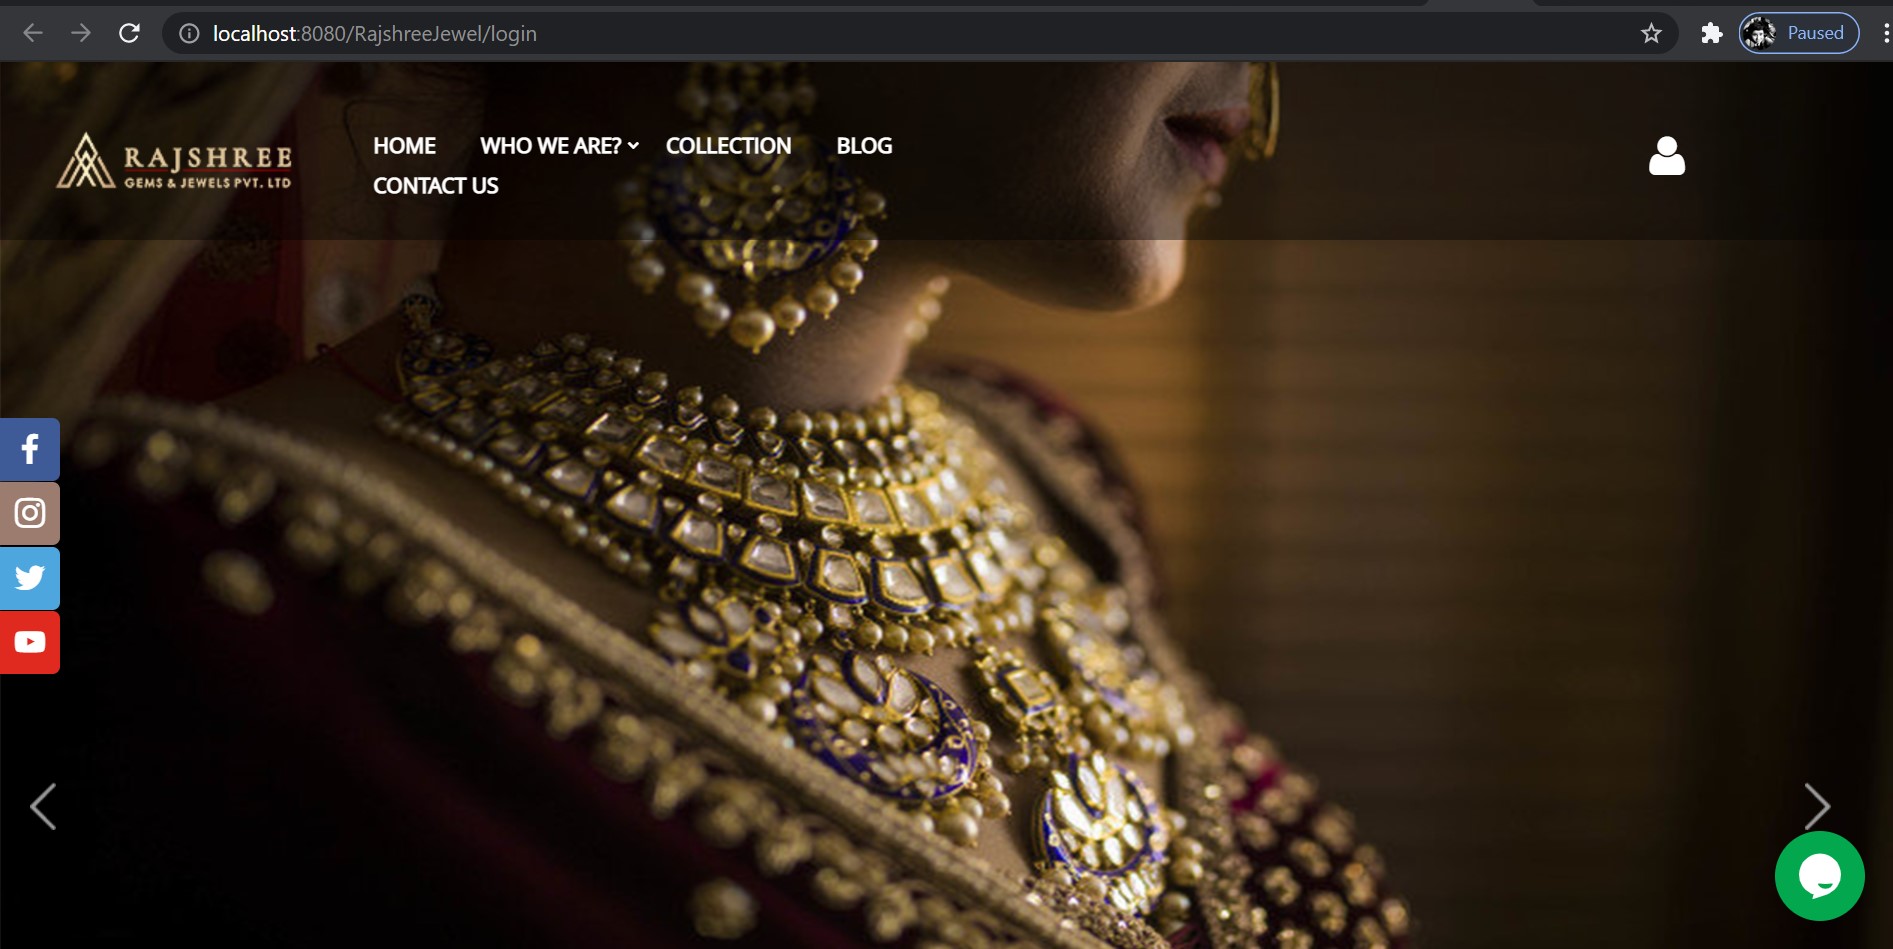 localhost:8080/RajshreeJewel/login
Paused
RAJSHREE
GEMS & JEWELS PVT. LTD
HOME WHO WE ARE? COLLECTION BLOG
CONTACT US